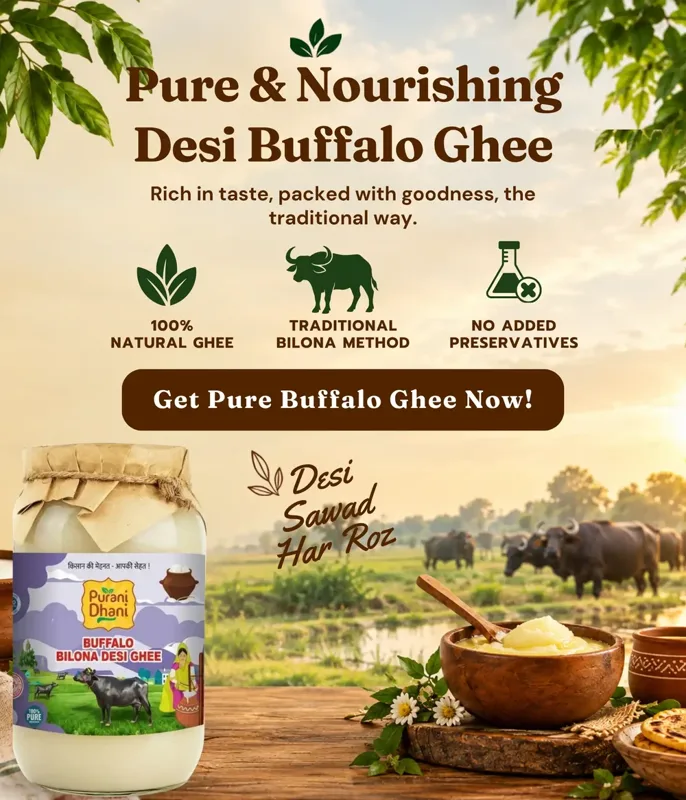 Pure & Nourishing
Desi Buffalo Ghee
Rich in taste, packed with goodness, the
traditional way.
100%
NATURAL GHEE
TRADITIONAL
BILONA METHOD
NO ADDED
PRESERVATIVES
Get Pure Buffalo Ghee Now!
Desi
Sawad
Har Roz
किसान की मेहनत - आपकी सेहत !
Purani
Dhani
BUFFALO
BILONA DESI GHEE
100%
PURE